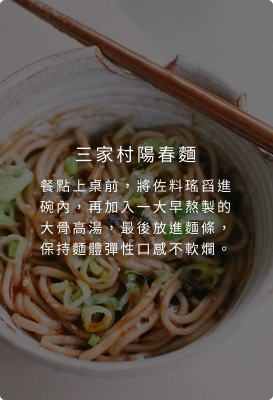 三家村陽春麵
餐點上桌前，將佐料瑤舀進
碗內，再加入一大早熬製的
大骨高湯，最後放進麵條，
保持麵體彈性口感不軟爛。